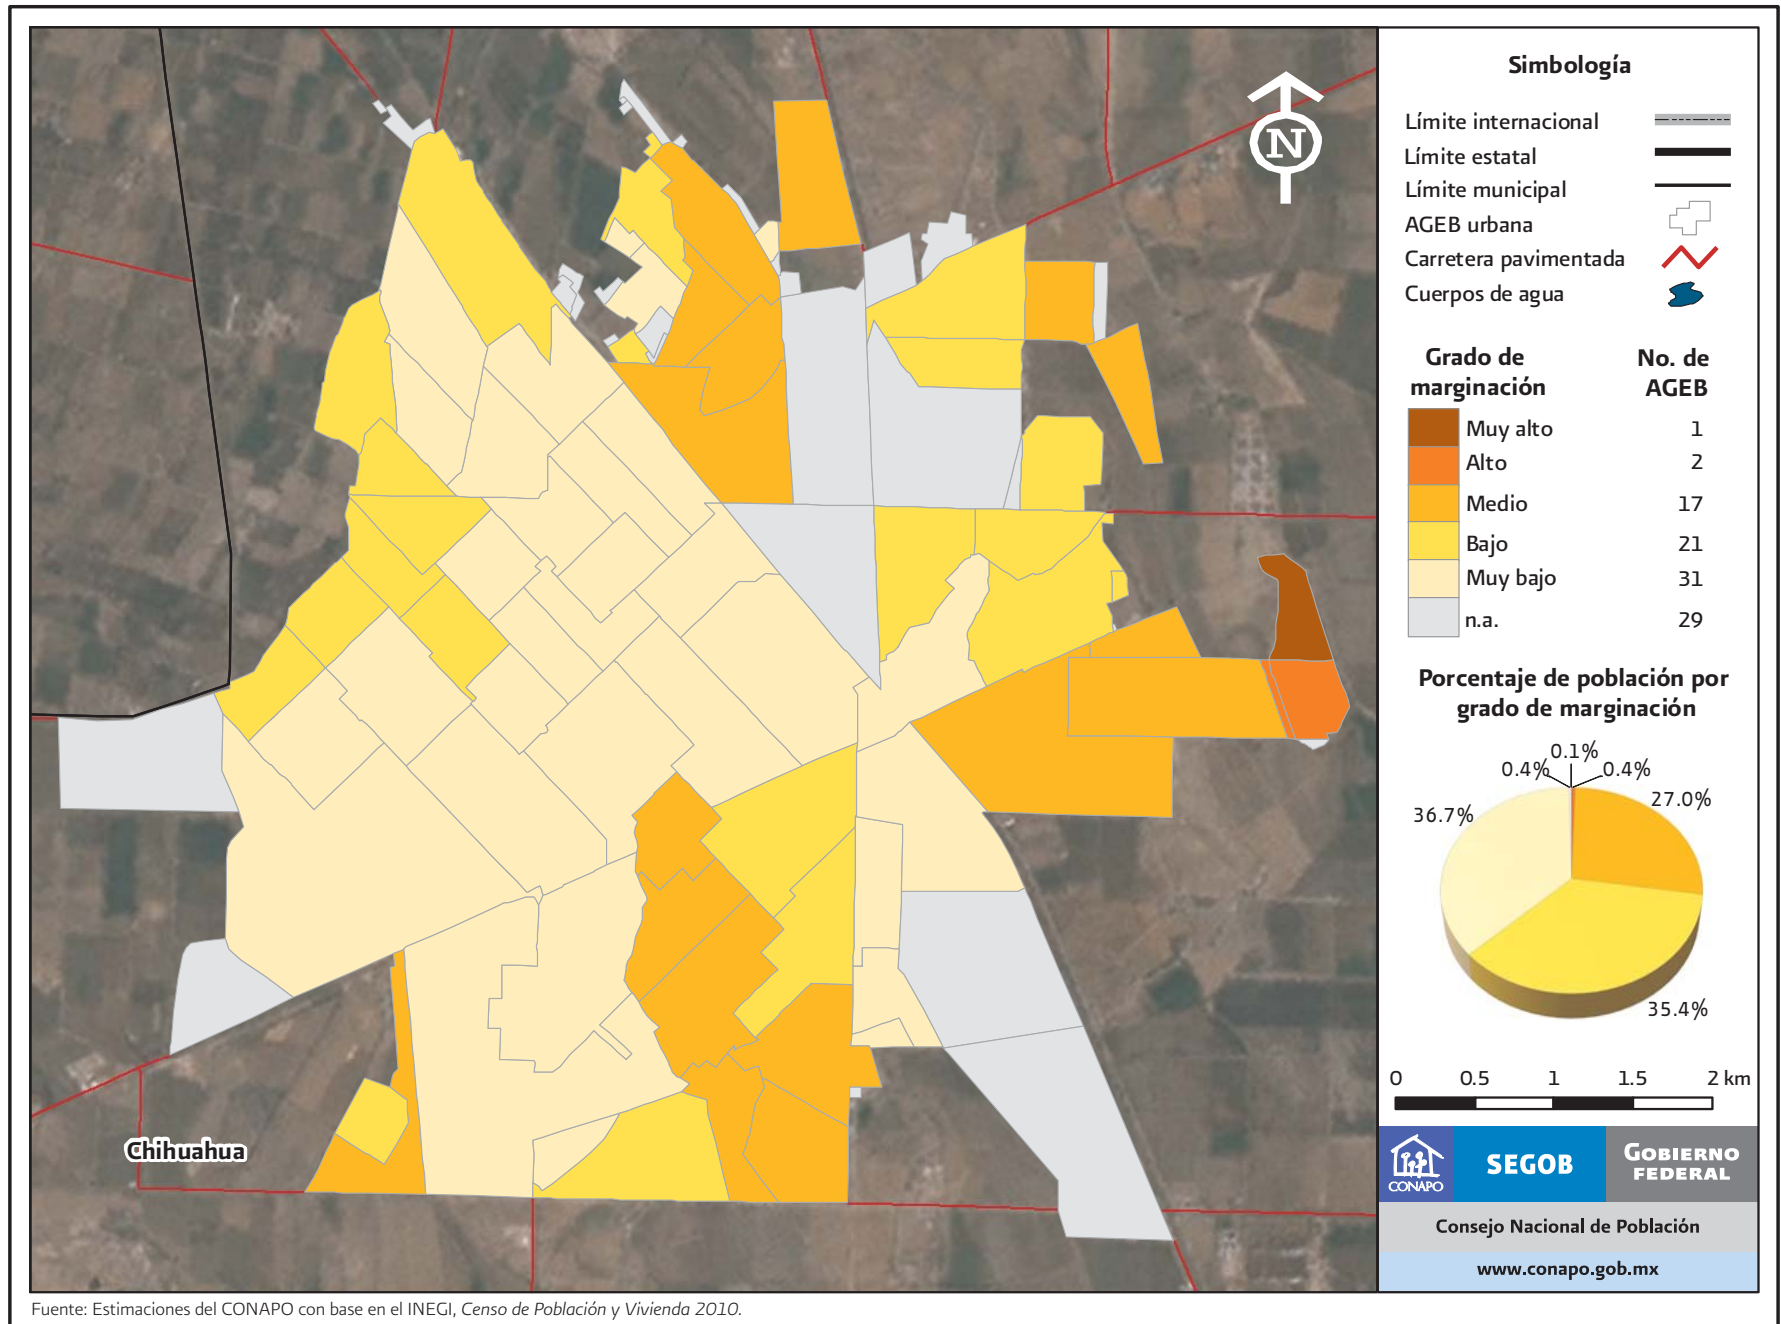 N
Chihuahua
Simbología
Límite internacional
Límite estatal
Límite municipal
AGEB urbana
Carretera pavimentada
Cuerpos de agua
Grado de marginación
No. de AGEB
Muy alto 1
Alto 2
Medio 17
Bajo 21
Muy bajo 31
n.a. 29
Porcentaje de población por
grado de marginación
0.1%
0.4% 0.4%
27.0%
36.7%
35.4%
0 0.5 1 1.5 2 km
CONAPO
SEGOB
GOBIERNO
FEDERAL
Consejo Nacional de Población
www.conapo.gob.mx
Fuente: Estimaciones del CONAPO con base en el INEGI, Censo de Población y Vivienda 2010.